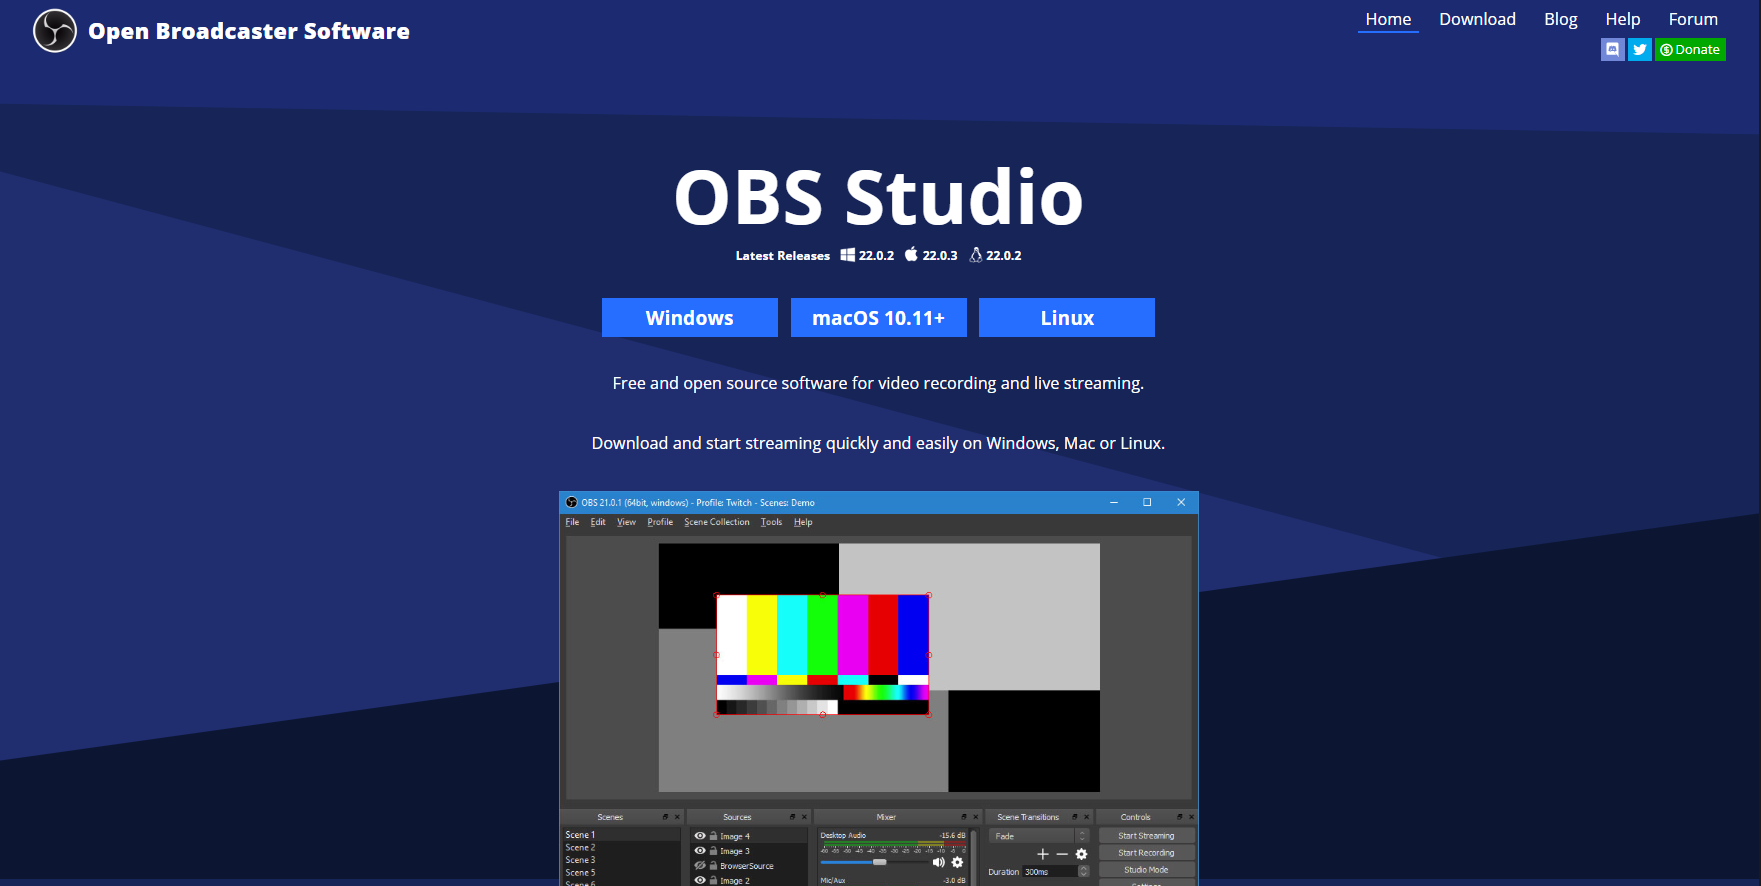 Open Broadcaster Software
Home Download Blog Help Forum
Donate
OBS Studio
Latest Releases 22.0.2 22.0.3 22.0.2
Windows macOS 10.11+ Linux
Free and open source software for video recording and live streaming.
Download and start streaming quickly and easily on Windows, Mac or Linux.
OBS 21.0.1 (64bit, windows) - Profile: Twitch - Scenes: Demo
File Edit View Profile Scene Collection Tools Help
Scenes Sources Mixer Scene Transitions Controls
Scene 1 Image 4 Desktop Audio -15.6 dB Fade Start Streaming
Scene 2
Scene 3 Image 3 Start Recording
Scene 5 BrowserSource Duration 300ms Studio Mode
Image 2 Mic/Aux -3.0 dB